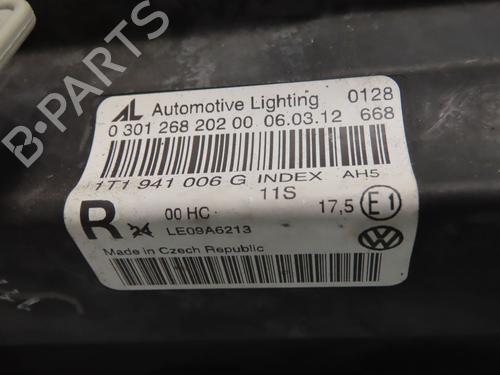 AL Automotive Lighting 0128
0 301 268 202 00 06.03.12 668
1T1 941 006 G INDEX AH5
11S
R 00 HC 17,5 E1
LE09A6213
Made in Czech Republic
B-PARTS